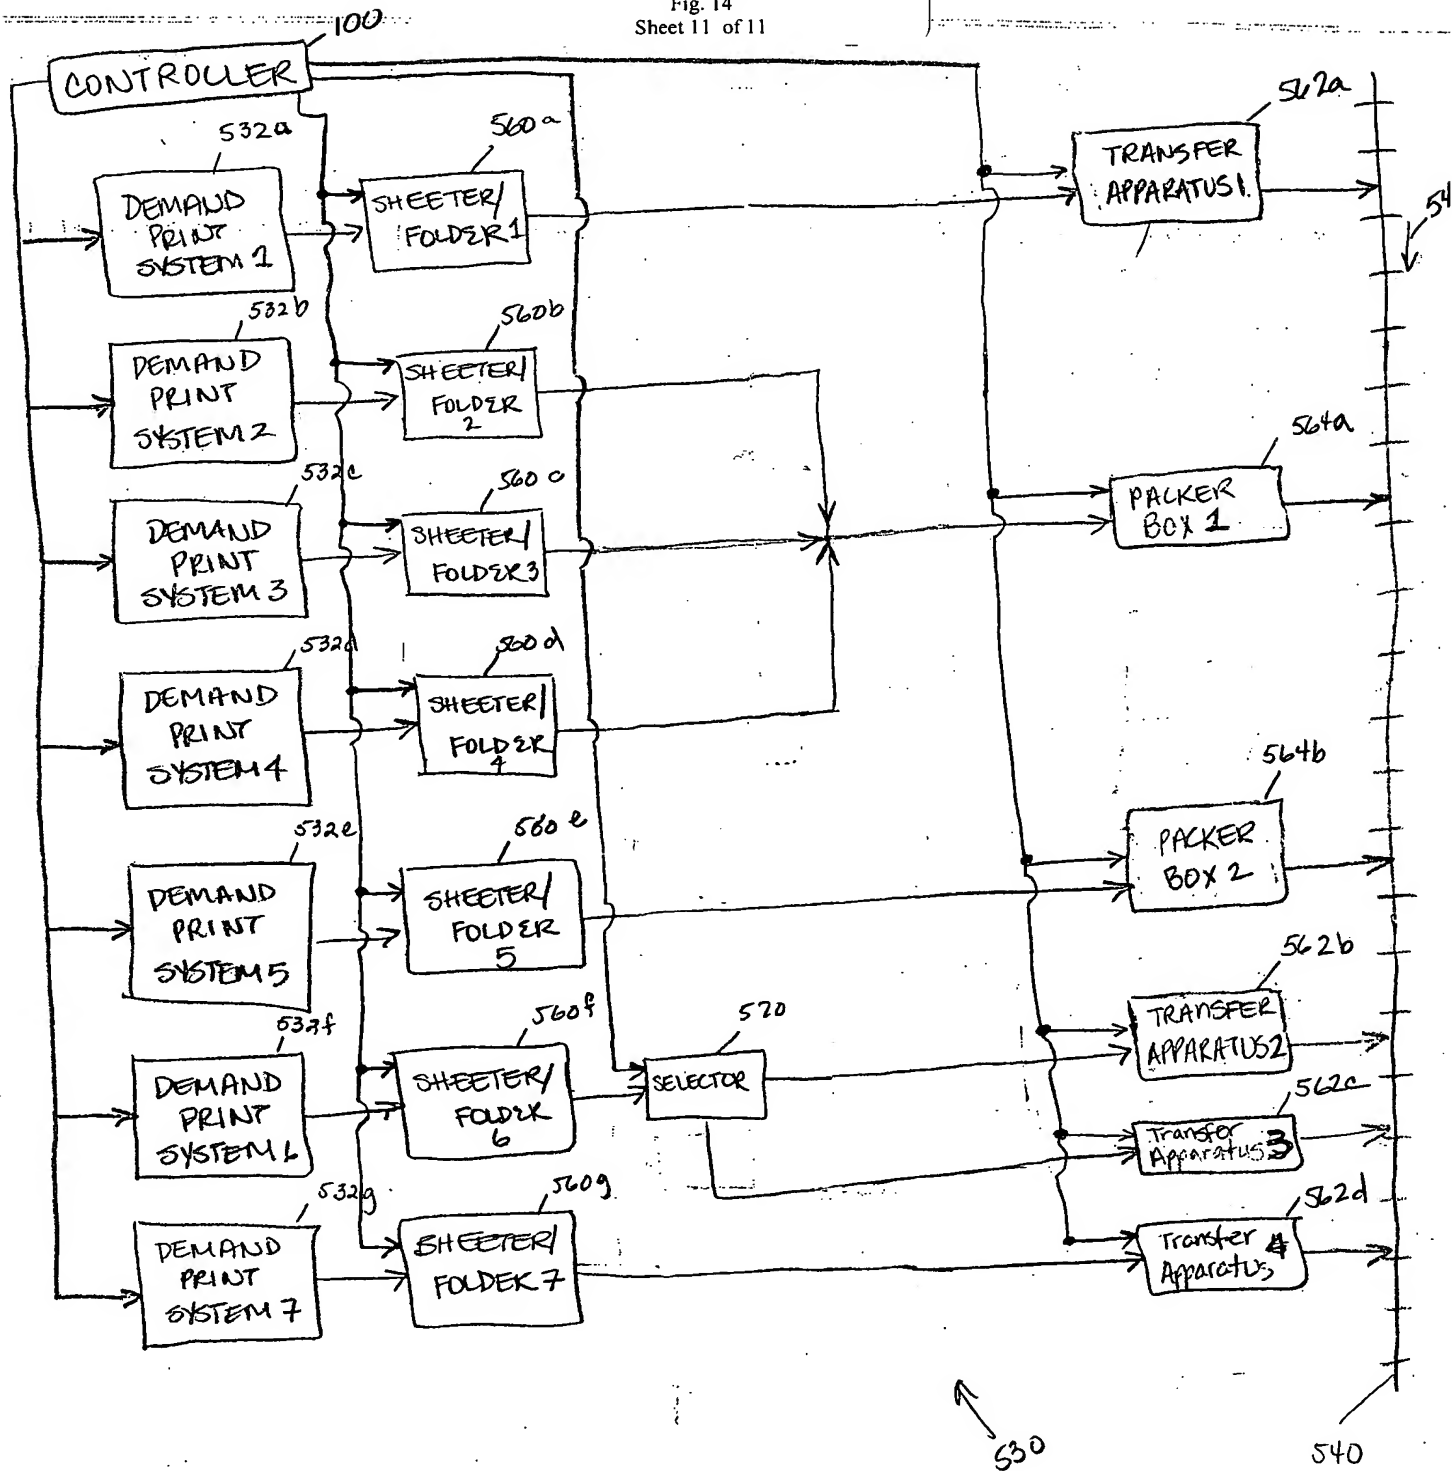 Fig. 14
Sheet 11 of 11
100
CONTROLLER
532a
560a
562a
DEMAND
PRINT
SYSTEM 1
SHEETER/
FOLDER 1
TRANSFER
APPARATUS 1
54
532b
560b
DEMAND
PRINT
SYSTEM 2
SHEETER/
FOLDER
2
564a
532c
560c
DEMAND
PRINT
SYSTEM 3
SHEETER/
FOLDER 3
PACKER
BOX 1
532d
560d
DEMAND
PRINT
SYSTEM 4
SHEETER/
FOLDER
4
564b
532e
560e
DEMAND
PRINT
SYSTEM 5
SHEETER/
FOLDER
5
PACKER
BOX 2
562b
532f
560f
570
DEMAND
PRINT
SYSTEM 6
SHEETER/
FOLDER
6
SELECTOR
TRANSFER
APPARATUS 2
562c
Transfer
Apparatus 3
532g
560g
562d
DEMAND
PRINT
SYSTEM 7
SHEETER/
FOLDER 7
Transfer
Apparatus 4
530
540